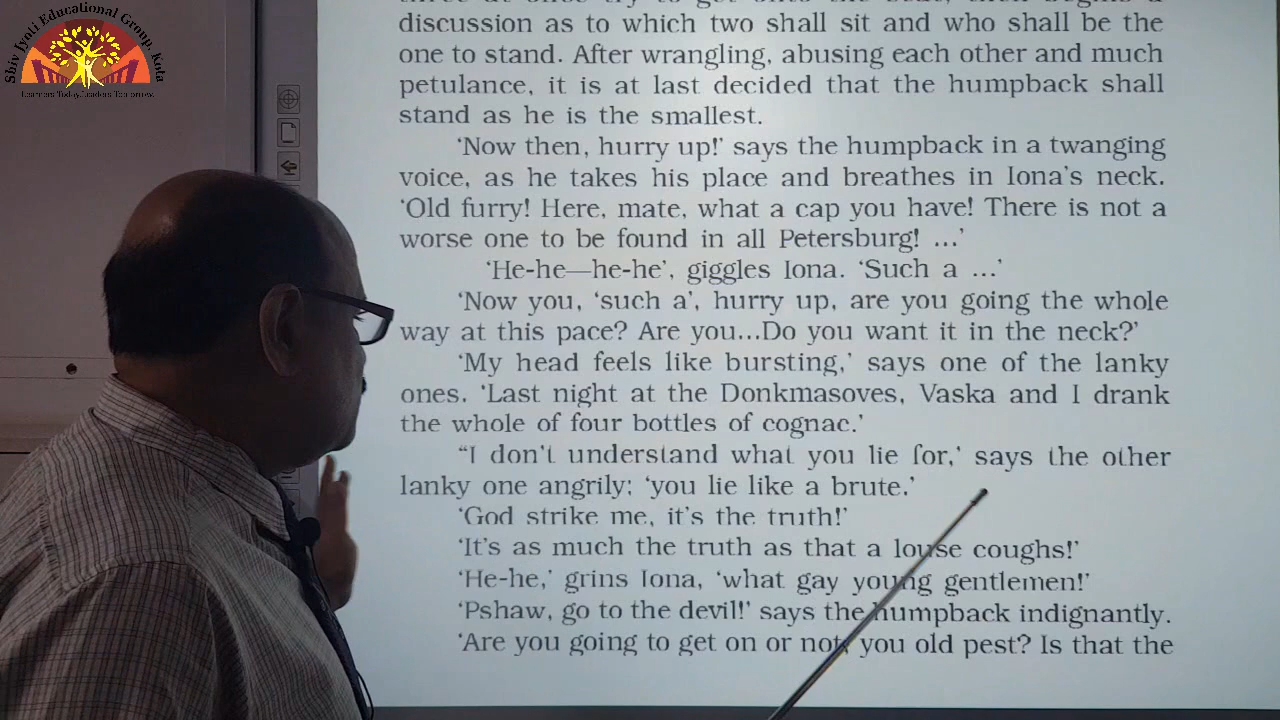 Shiv Jyoti Educational Group, Kota
Learners Today, Leaders Tomorrow.
discussion as to which two shall sit and who shall be the
one to stand. After wrangling, abusing each other and much
petulance, it is at last decided that the humpback shall
stand as he is the smallest.
‘Now then, hurry up!’ says the humpback in a twanging
voice, as he takes his place and breathes in Iona’s neck.
‘Old furry! Here, mate, what a cap you have! There is not a
worse one to be found in all Petersburg! ...’
‘He-he—he-he’, giggles Iona. ‘Such a ...’
‘Now you, ‘such a’, hurry up, are you going the whole
way at this pace? Are you...Do you want it in the neck?’
‘My head feels like bursting,’ says one of the lanky
ones. ‘Last night at the Donkmasoves, Vaska and I drank
the whole of four bottles of cognac.’
“I don’t understand what you lie for,’ says the other
lanky one angrily; ‘you lie like a brute.’
‘God strike me, it’s the truth!’
‘It’s as much the truth as that a louse coughs!’
‘He-he,’ grins Iona, ‘what gay young gentlemen!’
‘Pshaw, go to the devil!’ says the humpback indignantly.
‘Are you going to get on or not, you old pest? Is that the